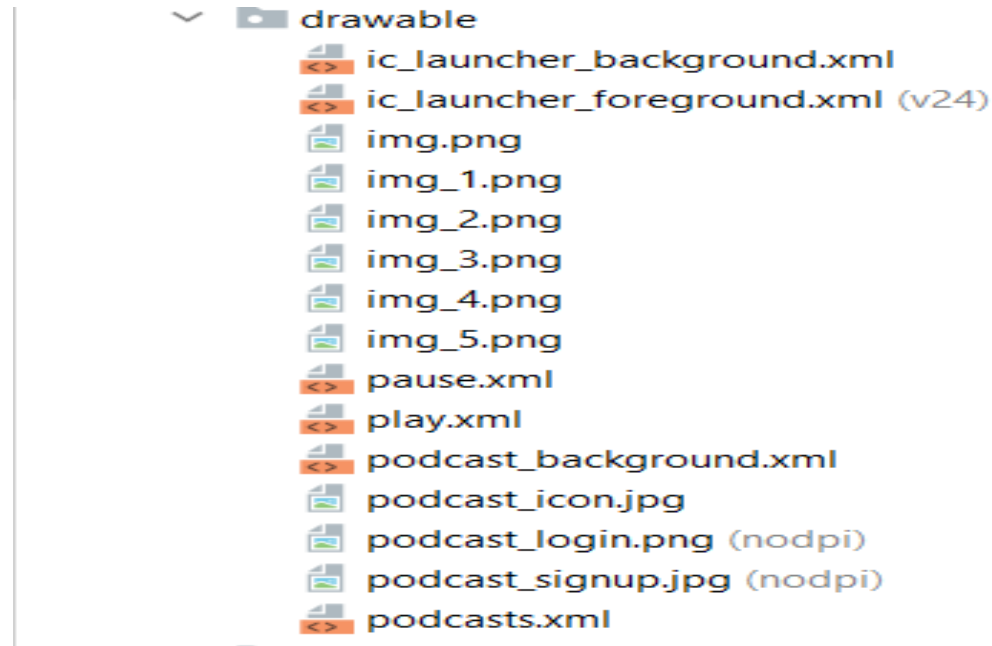 drawable
ic_launcher_background.xml
ic_launcher_foreground.xml (v24)
img.png
img_1.png
img_2.png
img_3.png
img_4.png
img_5.png
pause.xml
play.xml
podcast_background.xml
podcast_icon.jpg
podcast_login.png (nodpi)
podcast_signup.jpg (nodpi)
podcasts.xml